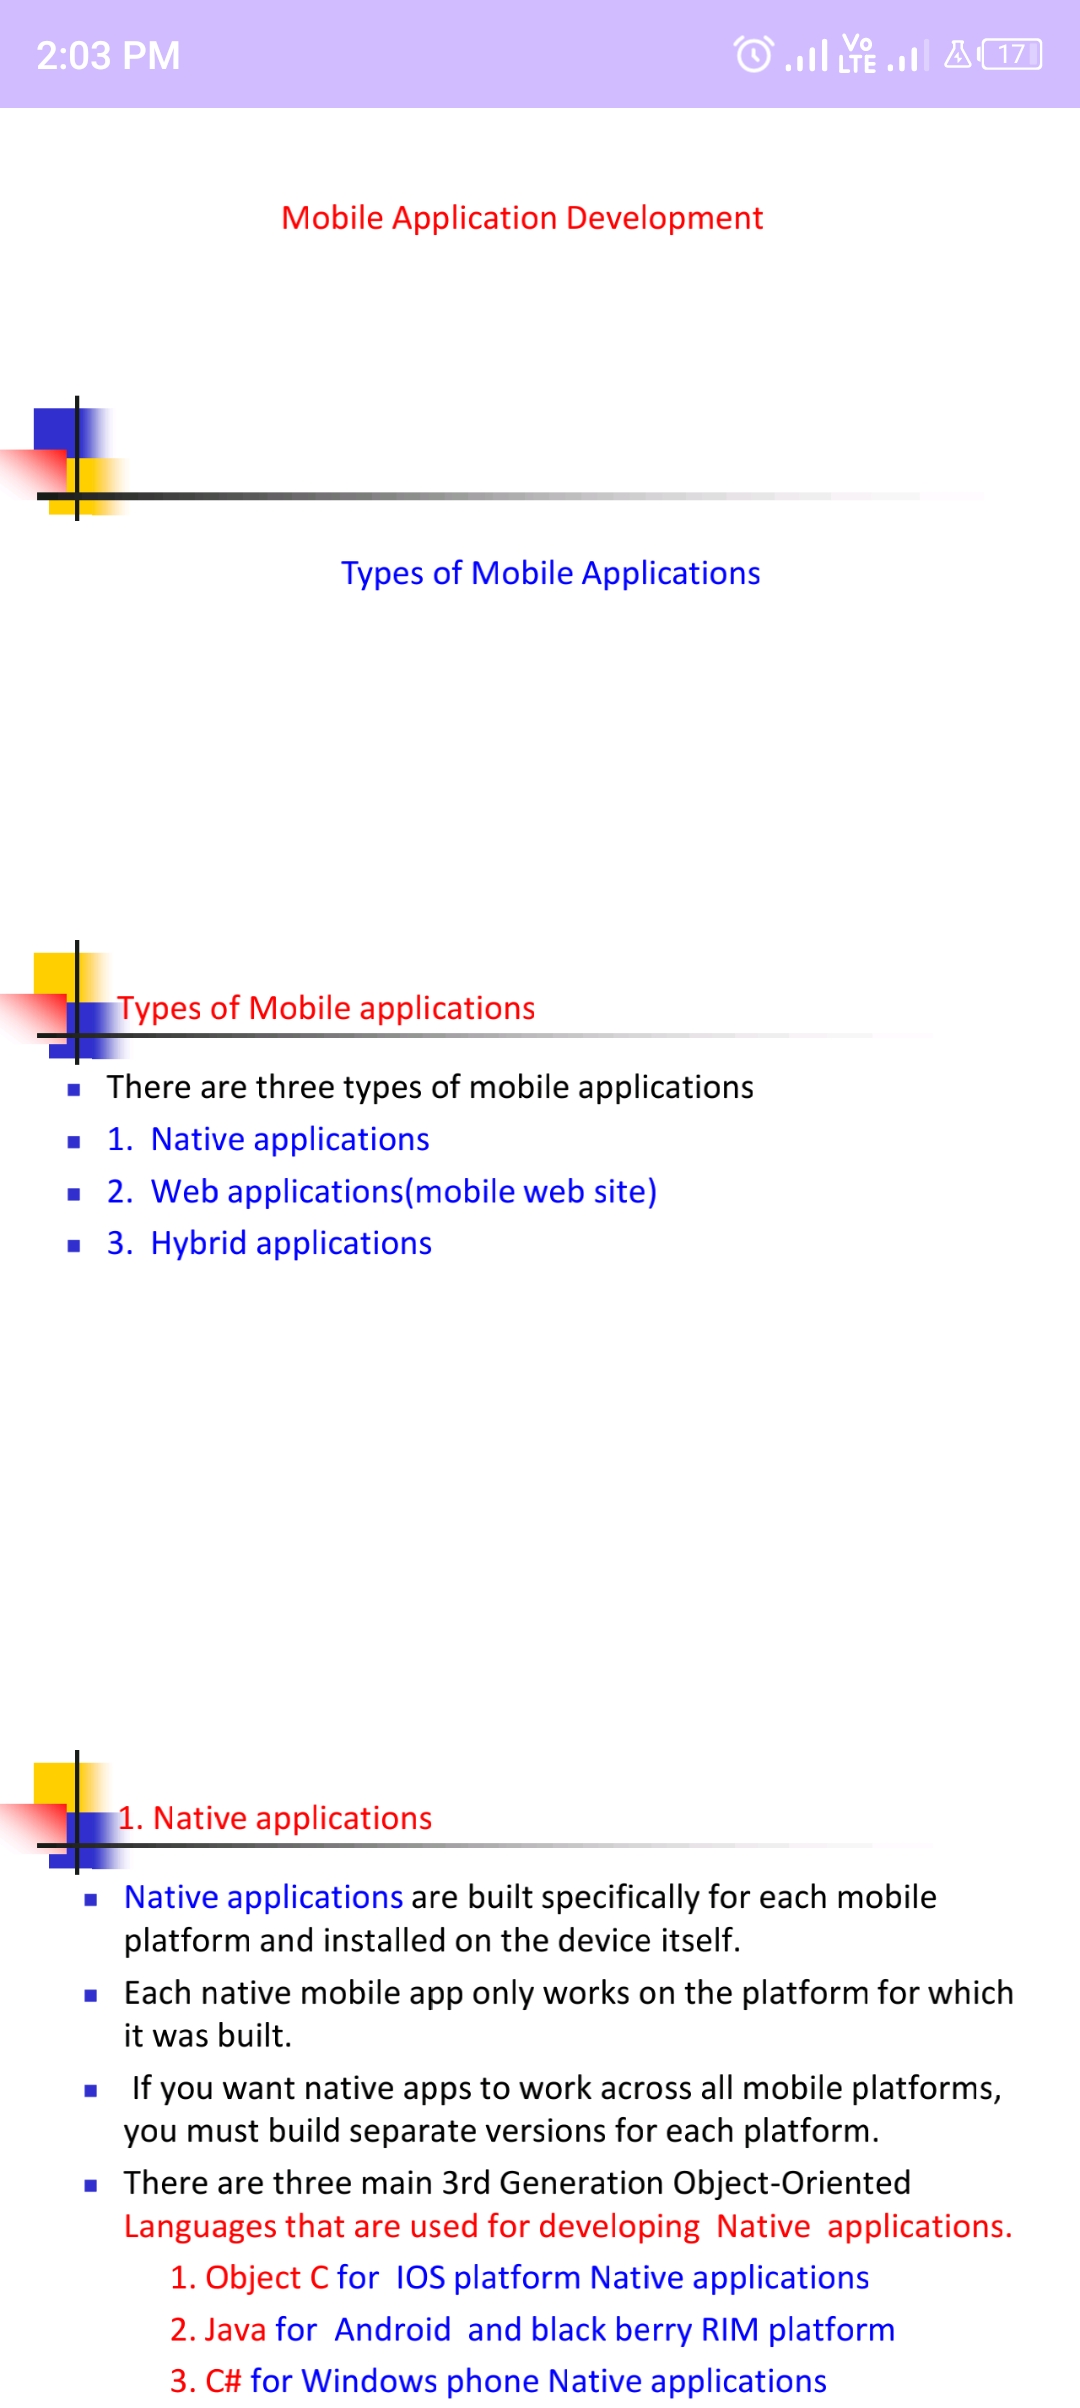 2:03 PM
Vo
LTE
17
Mobile Application Development
Types of Mobile Applications
Types of Mobile applications
There are three types of mobile applications
1. Native applications
2. Web applications(mobile web site)
3. Hybrid applications
1. Native applications
Native applications are built specifically for each mobile
platform and installed on the device itself.
Each native mobile app only works on the platform for which
it was built.
If you want native apps to work across all mobile platforms,
you must build separate versions for each platform.
There are three main 3rd Generation Object-Oriented
Languages that are used for developing Native applications.
1. Object C for IOS platform Native applications
2. Java for Android and black berry RIM platform
3. C# for Windows phone Native applications